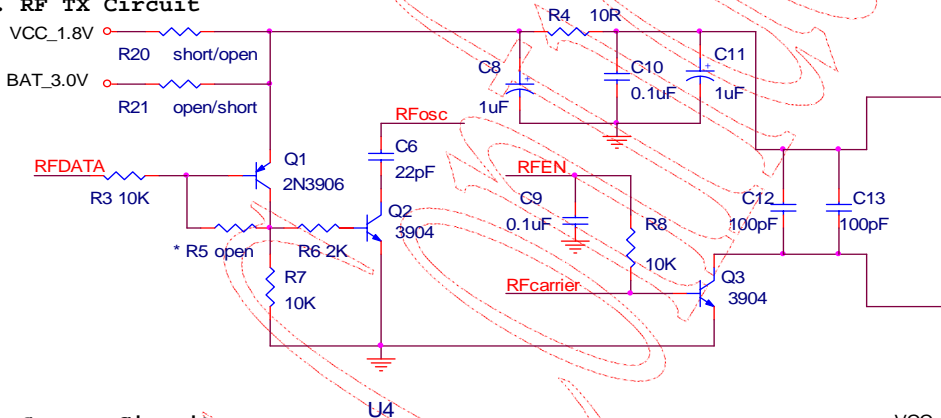 . RF TX Circuit
VCC_1.8V
R20 short/open
BAT_3.0V
R21 open/short
R4 10R
C8
1uF
C10
0.1uF
C11
1uF
RFosc
C6
22pF
RFDATA
R3 10K
Q1
2N3906
RFEN
C9
0.1uF
R8
10K
C12
100pF
C13
100pF
Q2
3904
* R5 open
R6 2K
R7
10K
RFcarrier
Q3
3904
U4